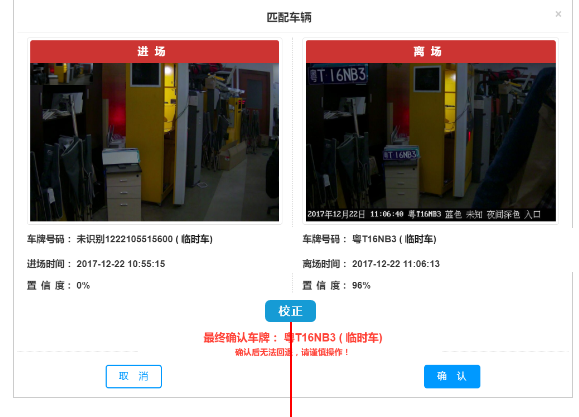 匹配车辆
×
进 场
离 场
粤T16NB3
粤T16NB3
2017年12月22日 11:06:40 粤T16NB3 蓝色 未知 夜间深色 入口
车牌号码： 未识别1222105515600 ( 临时车)
车牌号码： 粤T16NB3 ( 临时车)
进场时间： 2017-12-22 10:55:15
离场时间： 2017-12-22 11:06:13
置 信 度： 0%
置 信 度： 96%
校正
最终确认车牌： 粤T16NB3 ( 临时车)
确认后无法回退，请谨慎操作！
取 消
确 认